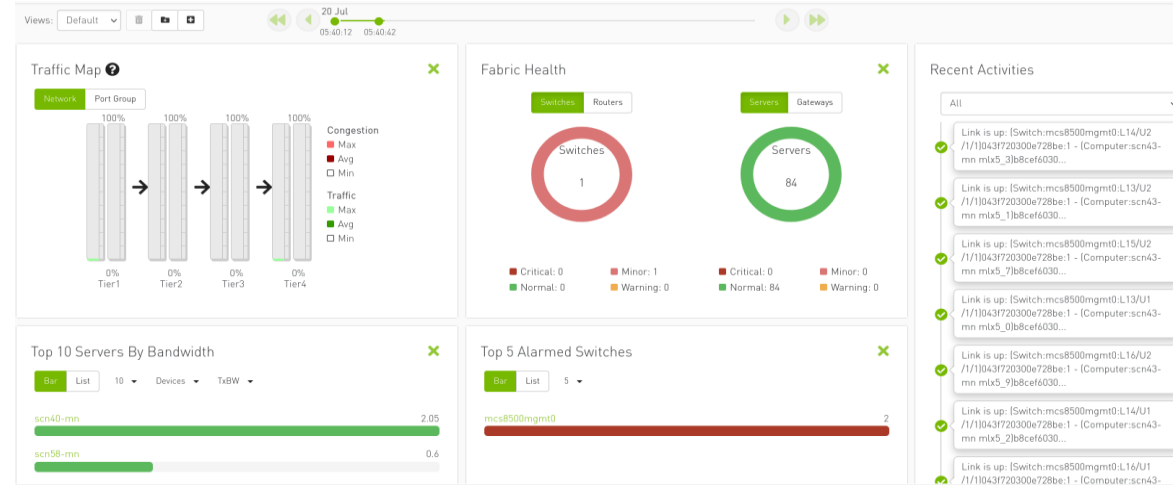 Views: Default
20 Jul
05:40:12 05:40:42
Traffic Map
Network Port Group
100% 100% 100% 100%
Congestion
Max
Avg
Min
Traffic
Max
Avg
Min
0% 0% 0% 0%
Tier1 Tier2 Tier3 Tier4
Fabric Health
Switches Routers
Servers Gateways
Switches
1
Servers
84
Critical: 0 Minor: 1
Normal: 0 Warning: 0
Critical: 0 Minor: 0
Normal: 84 Warning: 0
Recent Activities
All
Link is up: (Switch:mcs8500mgmt0:L14/U2
/1/1)043f720300e728be:1 - (Computer:scn43-
mn mlx5_3)b8cef6030...
Link is up: (Switch:mcs8500mgmt0:L13/U2
/1/1)043f720300e728be:1 - (Computer:scn43-
mn mlx5_1)b8cef6030...
Link is up: (Switch:mcs8500mgmt0:L15/U2
/1/1)043f720300e728be:1 - (Computer:scn43-
mn mlx5_7)b8cef6030...
Link is up: (Switch:mcs8500mgmt0:L13/U1
/1/1)043f720300e728be:1 - (Computer:scn43-
mn mlx5_0)b8cef6030...
Link is up: (Switch:mcs8500mgmt0:L16/U2
/1/1)043f720300e728be:1 - (Computer:scn43-
mn mlx5_9)b8cef6030...
Link is up: (Switch:mcs8500mgmt0:L14/U1
/1/1)043f720300e728be:1 - (Computer:scn43-
mn mlx5_2)b8cef6030...
Link is up: (Switch:mcs8500mgmt0:L16/U1
/1/1)043f720300e728be:1 - (Computer:scn43-
Top 10 Servers By Bandwidth
Bar List 10 Devices TxBW
scn40-mn 2.05
scn58-mn 0.6
Top 5 Alarmed Switches
Bar List 5
mcs8500mgmt0 2